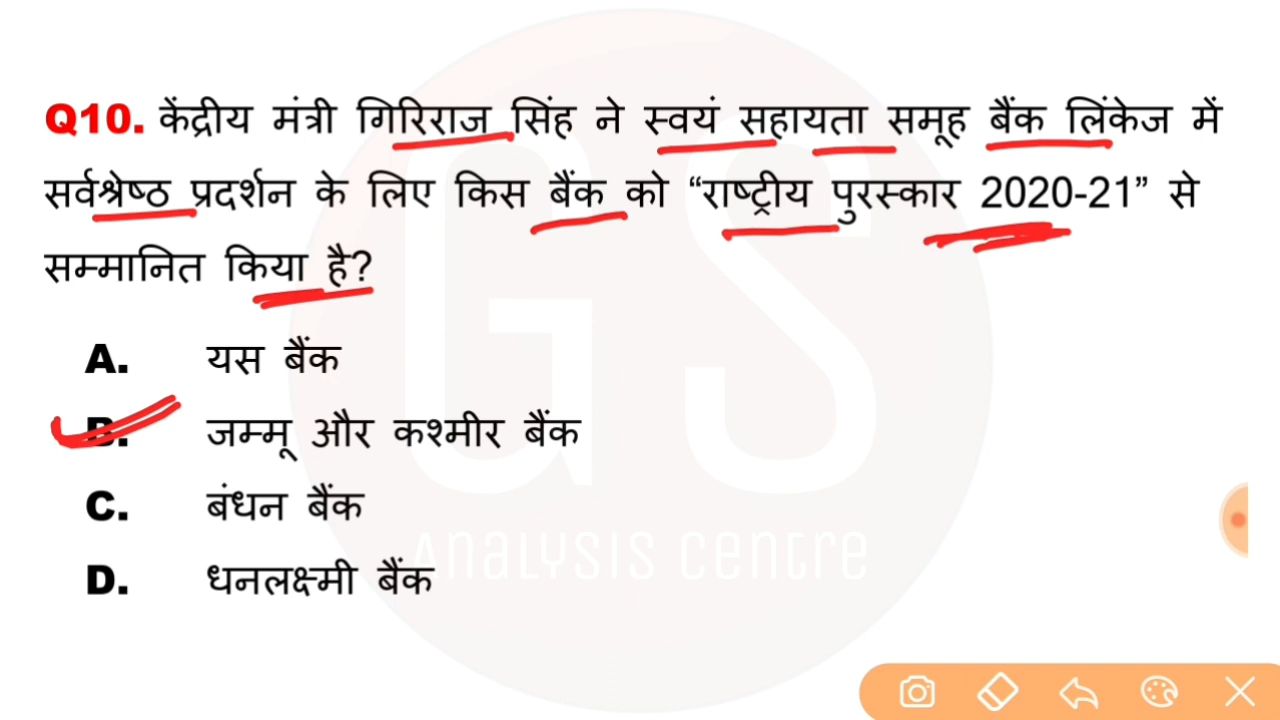 Q10. केंद्रीय मंत्री गिरिराज सिंह ने स्वयं सहायता समूह बैंक लिंकेज में
सर्वश्रेष्ठ प्रदर्शन के लिए किस बैंक को “राष्ट्रीय पुरस्कार 2020-21” से
सम्मानित किया है?
A. यस बैंक
B. जम्मू और कश्मीर बैंक
C. बंधन बैंक
D. धनलक्ष्मी बैंक
GS
Analysis Centre